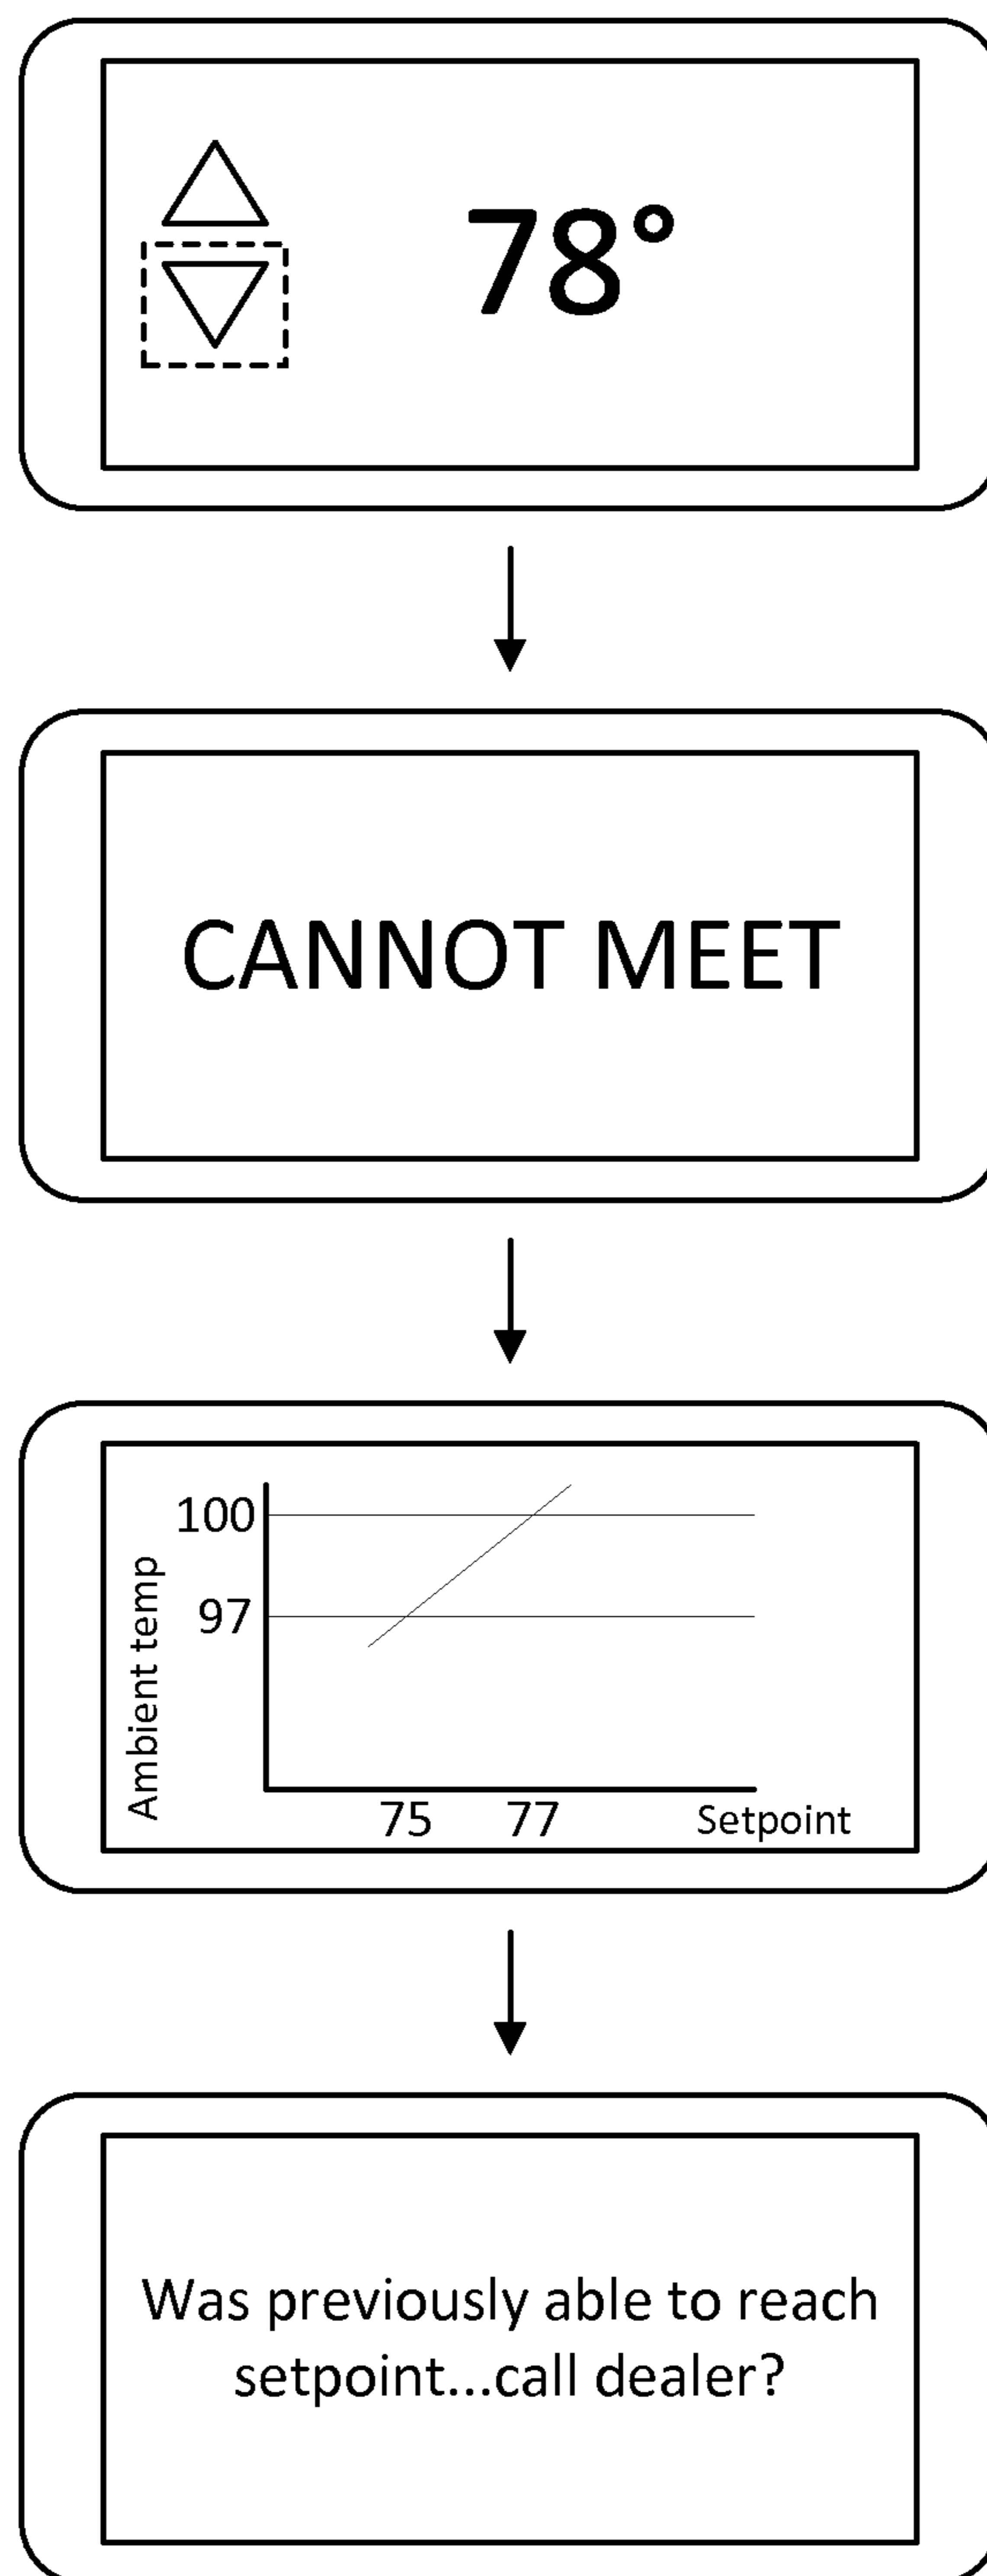 78°
CANNOT MEET
100
97
Ambient temp
75 77 Setpoint
Was previously able to reach
setpoint...call dealer?